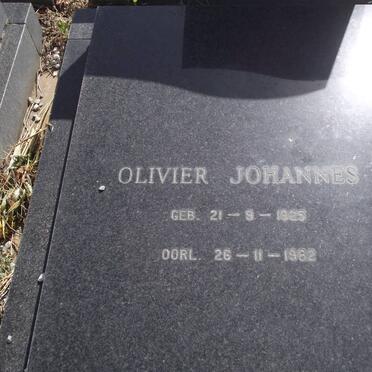 OLIVIER JOHANNES
GEB. 21-9-1925
OORL. 26-11-1982